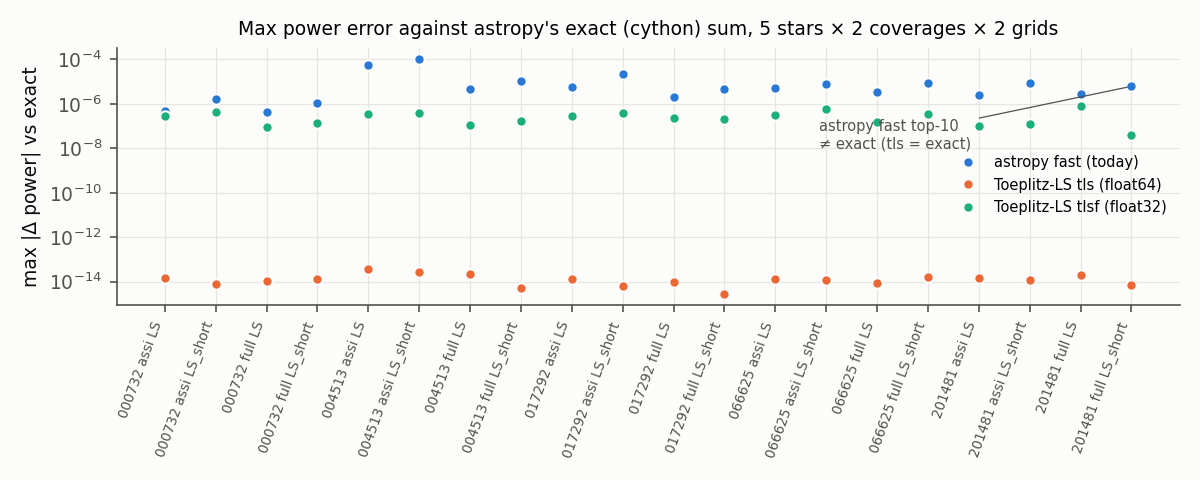 Max power error against astropy's exact (cython) sum, 5 stars × 2 coverages × 2 grids
max |Δ power| vs exact
10⁻⁴
10⁻⁶
10⁻⁸
10⁻¹⁰
10⁻¹²
10⁻¹⁴
astropy fast top-10
≠ exact (tls = exact)
astropy fast (today)
Toeplitz-LS tls (float64)
Toeplitz-LS tlsf (float32)
000732 assi LS
000732 assi LS_short
000732 full LS
000732 full LS_short
004513 assi LS
004513 assi LS_short
004513 full LS
004513 full LS_short
017292 assi LS
017292 assi LS_short
017292 full LS
017292 full LS_short
066625 assi LS
066625 assi LS_short
066625 full LS
066625 full LS_short
201481 assi LS
201481 assi LS_short
201481 full LS
201481 full LS_short